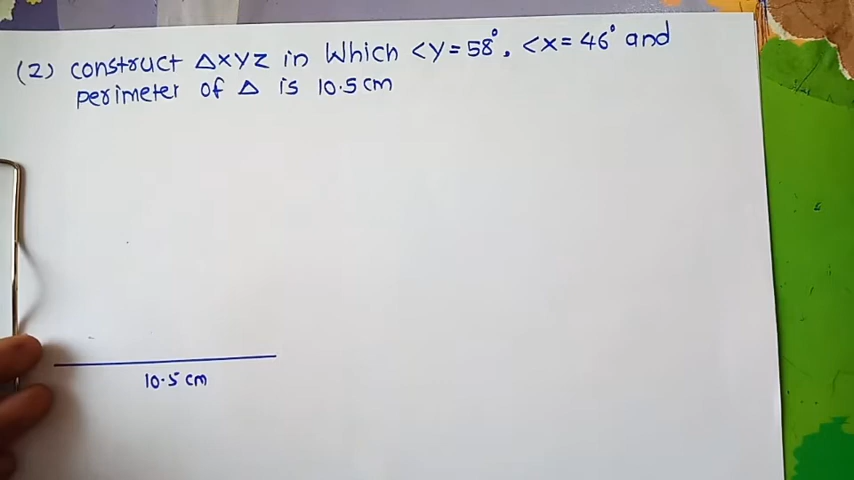 (2) construct △XYZ in Which <Y = 58°, <X = 46° and
perimeter of △ is 10.5 cm
10.5 cm